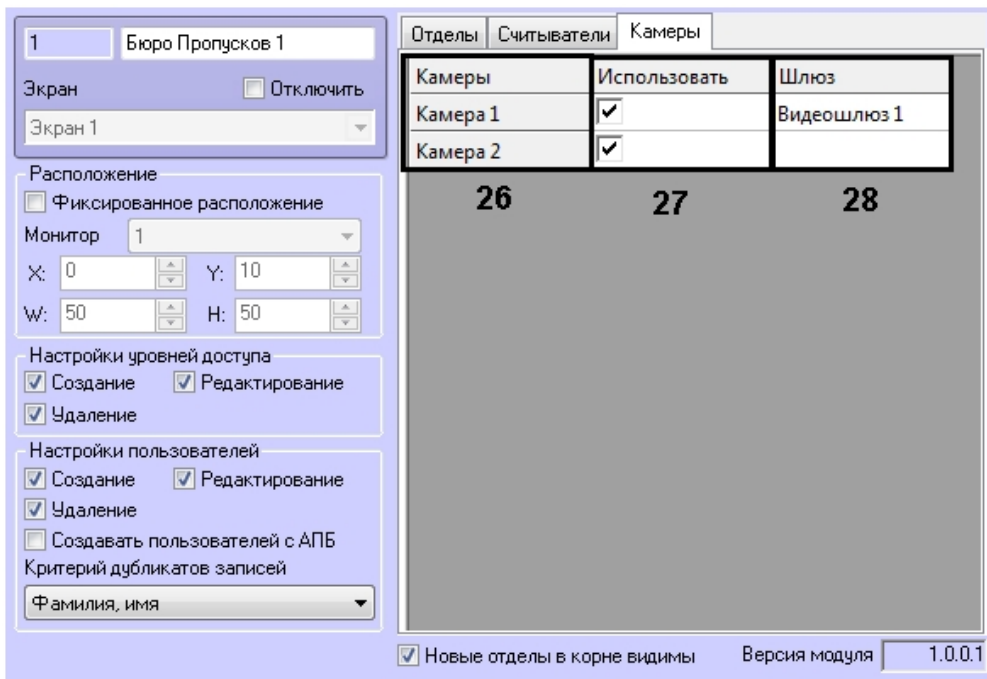 1 Бюро Пропусков 1
Экран Отключить
Экран 1
Расположение
Фиксированное расположение
Монитор 1
X: 0 Y: 10
W: 50 H: 50
Настройки уровней доступа
Создание Редактирование
Удаление
Настройки пользователей
Создание Редактирование
Удаление
Создавать пользователей с АПБ
Критерий дубликатов записей
Фамилия, имя
Отделы Считыватели Камеры
Камеры Использовать Шлюз
Камера 1 Видеошлюз 1
Камера 2
26 27 28
Новые отделы в корне видимы Версия модуля 1.0.0.1